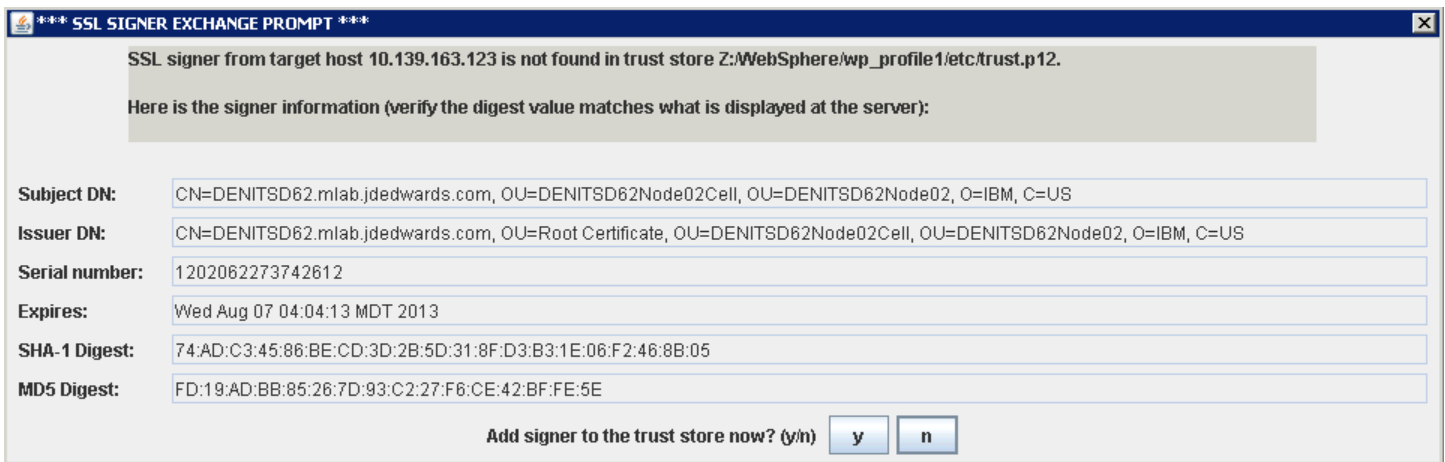 *** SSL SIGNER EXCHANGE PROMPT ***
SSL signer from target host 10.139.163.123 is not found in trust store Z:/WebSphere/wp_profile1/etc/trust.p12.
Here is the signer information (verify the digest value matches what is displayed at the server):
Subject DN: CN=DENITSD62.mlab.jdedwards.com, OU=DENITSD62Node02Cell, OU=DENITSD62Node02, O=IBM, C=US
Issuer DN: CN=DENITSD62.mlab.jdedwards.com, OU=Root Certificate, OU=DENITSD62Node02Cell, OU=DENITSD62Node02, O=IBM, C=US
Serial number: 1202062273742612
Expires: Wed Aug 07 04:04:13 MDT 2013
SHA-1 Digest: 74:AD:C3:45:86:BE:CD:3D:2B:5D:31:8F:D3:B3:1E:06:F2:46:8B:05
MD5 Digest: FD:19:AD:BB:85:26:7D:93:C2:27:F6:CE:42:BF:FE:5E
Add signer to the trust store now? (y/n) y n